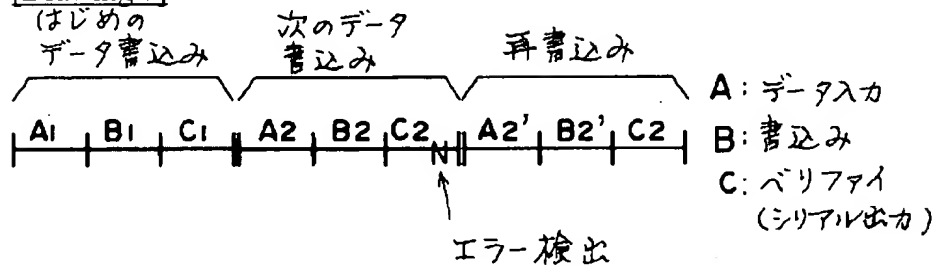 はじめの
データ書込み
次のデータ
書込み
再書込み
A1 B1 C1 A2 B2 C2 N A2' B2' C2
A: データ入力
B: 書込み
C: ベリファイ
(シリアル出力)
エラー検出